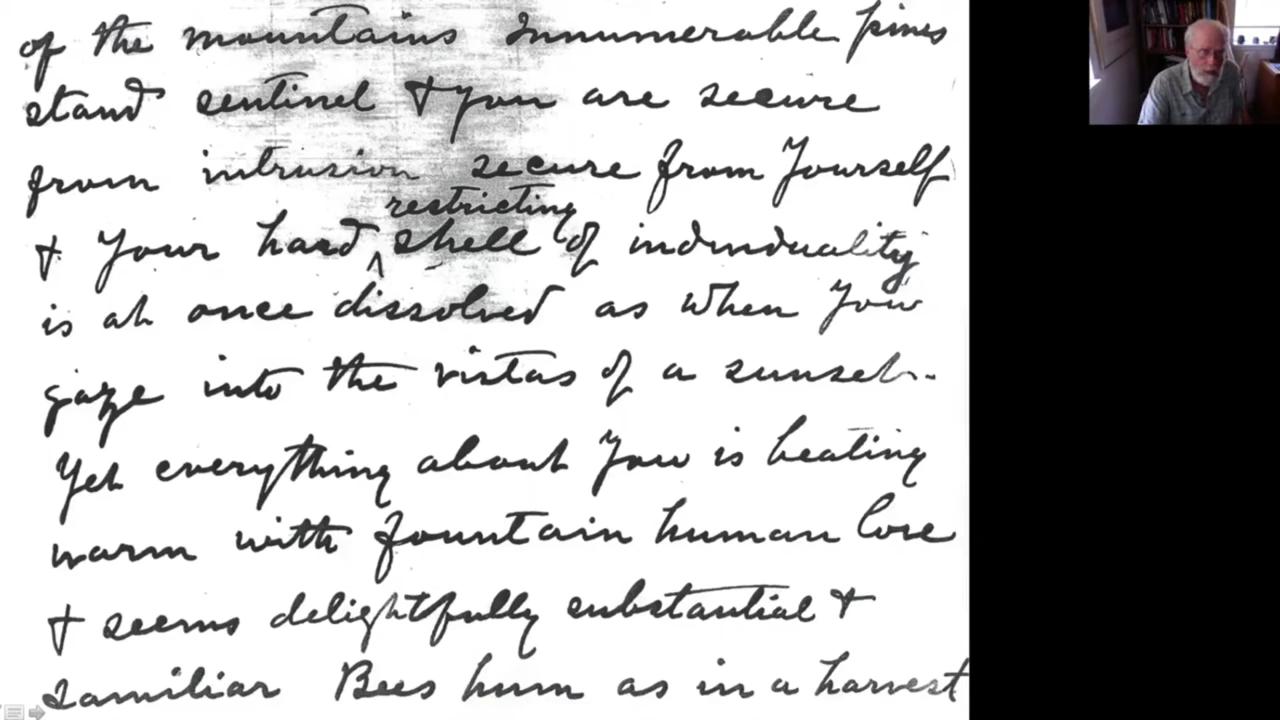 of the mountains Innumerable pines
stand sentinel & you are secure
from intrusion secure from Yourself
restricting
& Your hard ^ shell of individuality
is at once dissolved as when You
gaze into the vistas of a sunset.
Yet everything about You is beating
warm with fountain human love
& seems delightfully substantial &
familiar Bees hum as in a harvest